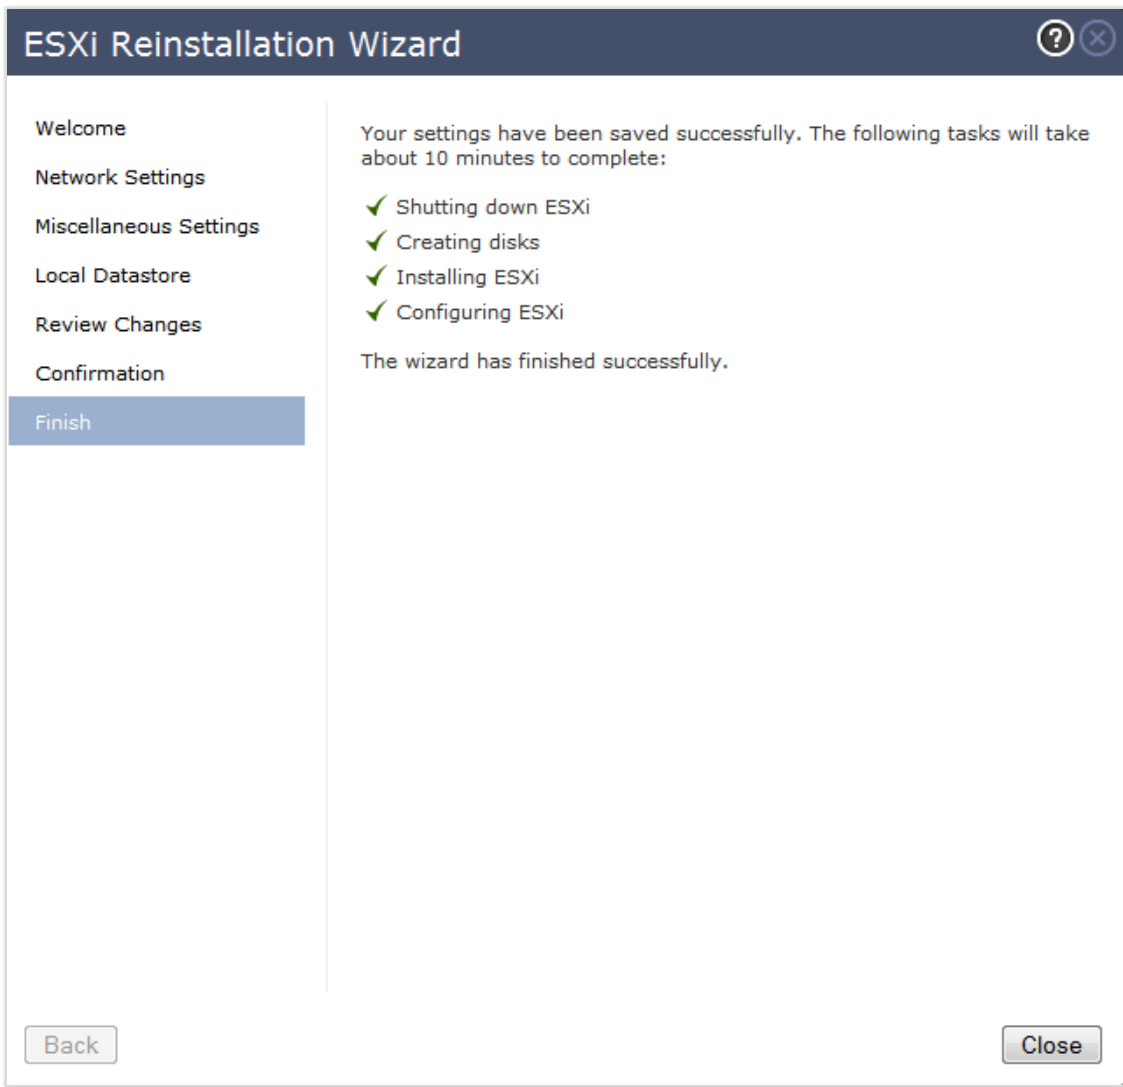 ESXi Reinstallation Wizard
?
Welcome
Network Settings
Miscellaneous Settings
Local Datastore
Review Changes
Confirmation
Finish
Your settings have been saved successfully. The following tasks will take
about 10 minutes to complete:
Shutting down ESXi
Creating disks
Installing ESXi
Configuring ESXi
The wizard has finished successfully.
Back
Close